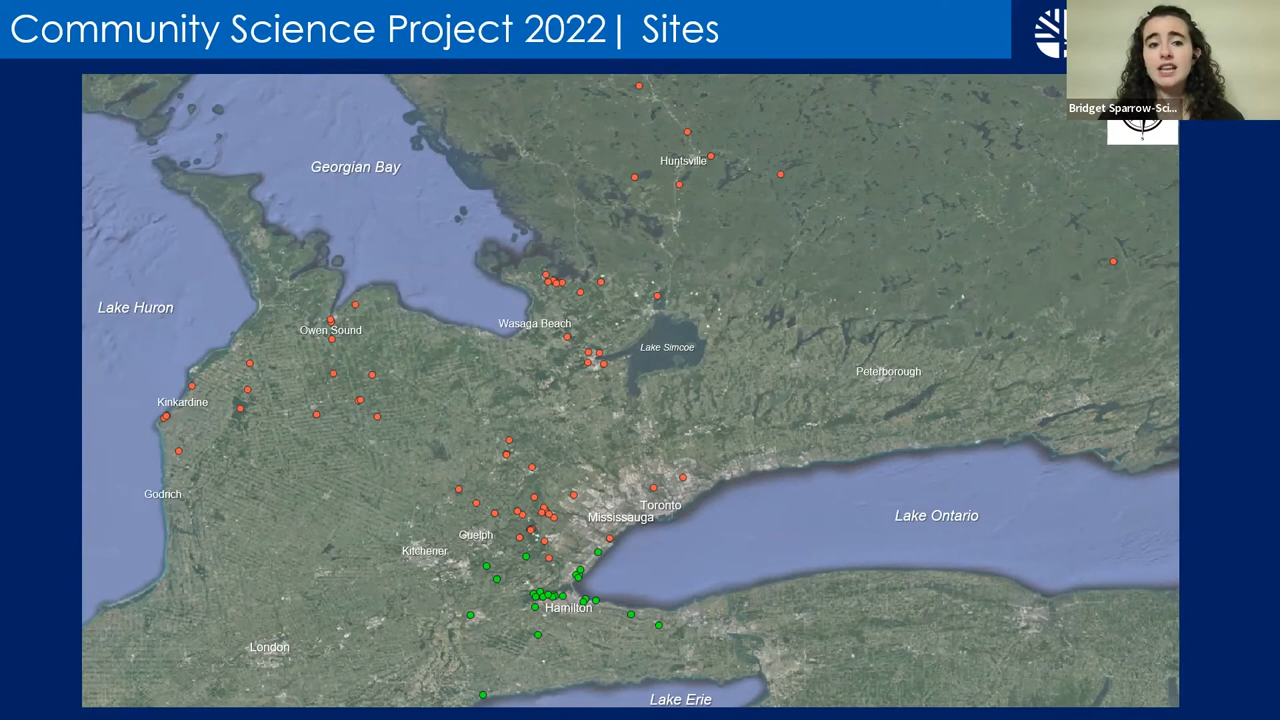 Community Science Project 2022| Sites
Bridget Sparrow-Sci...
S
Georgian Bay
Huntsville
Lake Huron
Owen Sound
Wasaga Beach
Lake Simcoe
Peterborough
Kinkardine
Godrich
Toronto
Mississauga
Lake Ontario
Guelph
Kitchener
Hamilton
London
Lake Erie